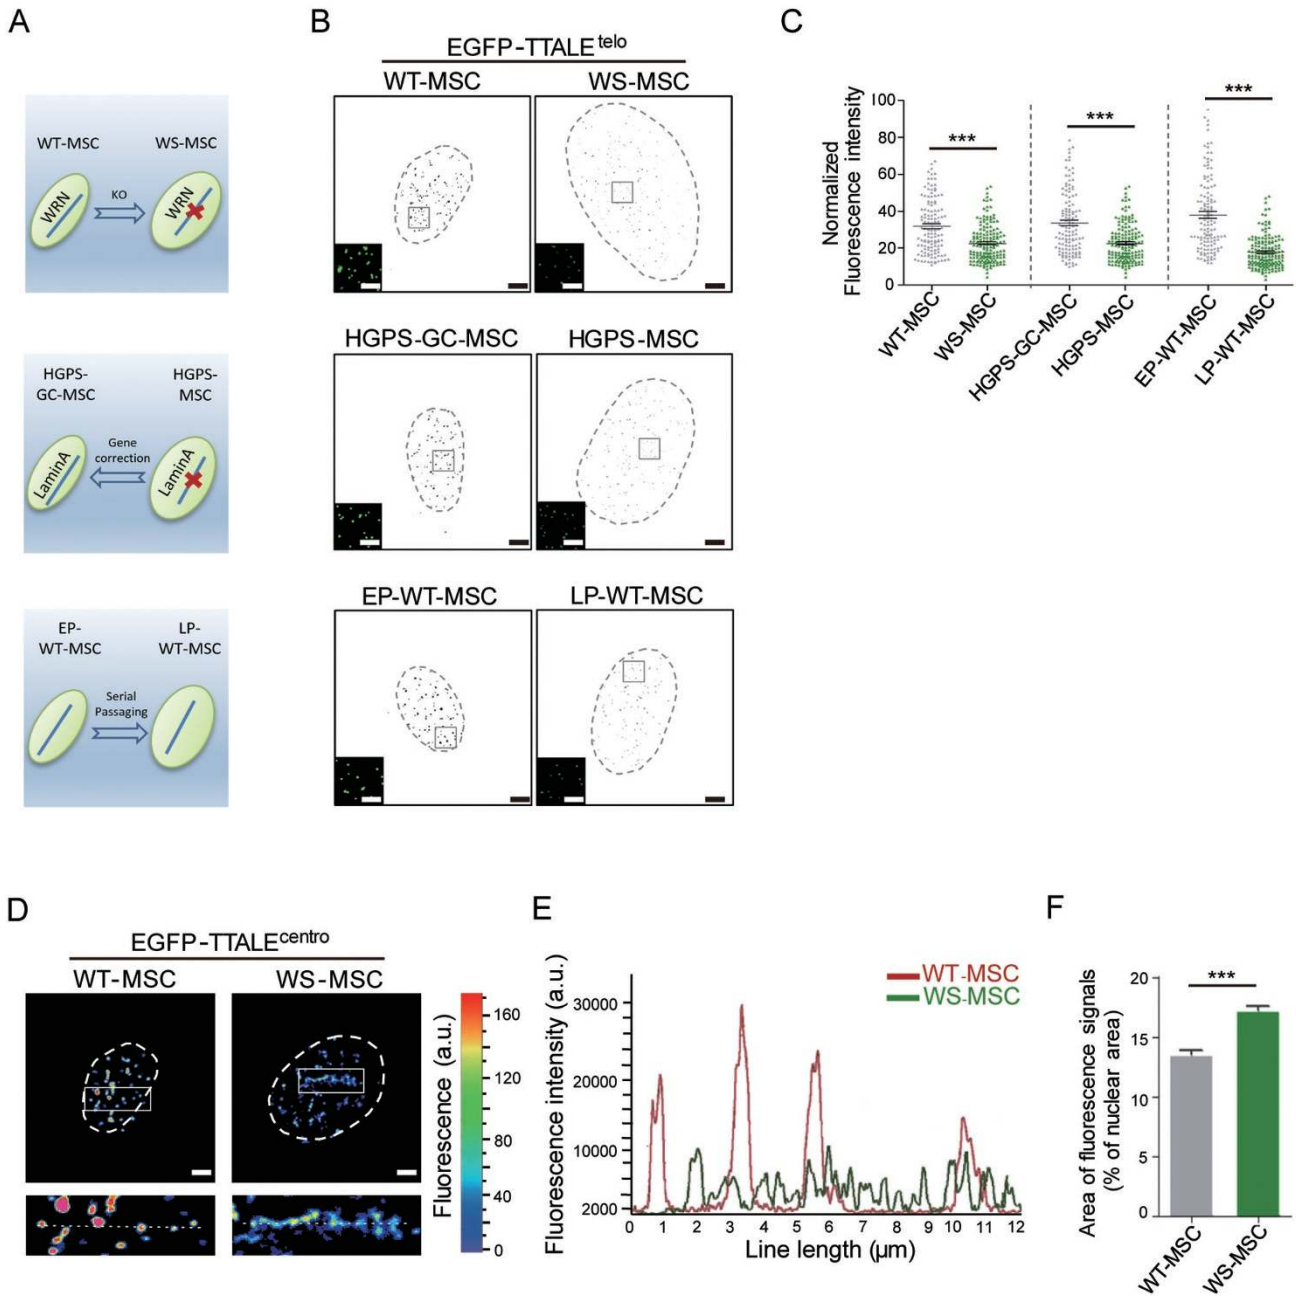 A
WT-MSC
WS-MSC
WRN
KO
WRN
HGPS-
GC-MSC
HGPS-
MSC
LaminA
Gene
correction
LaminA
EP-
WT-MSC
LP-
WT-MSC
Serial
Passaging
B
EGFP-TTALE^telo
WT-MSC
WS-MSC
HGPS-GC-MSC
HGPS-MSC
EP-WT-MSC
LP-WT-MSC
C
Normalized
Fluorescence intensity
100
80
60
40
20
0
***
***
***
WT-MSC
WS-MSC
HGPS-GC-MSC
HGPS-MSC
EP-WT-MSC
LP-WT-MSC
D
EGFP-TTALE^centro
WT-MSC
WS-MSC
Fluorescence (a.u.)
160
120
80
40
0
E
Fluorescence intensity (a.u.)
30000
20000
10000
2000
WT-MSC
WS-MSC
0 1 2 3 4 5 6 7 8 9 10 11 12
Line length (μm)
F
Area of fluorescence signals
(% of nuclear area)
20
15
10
5
0
***
WT-MSC
WS-MSC